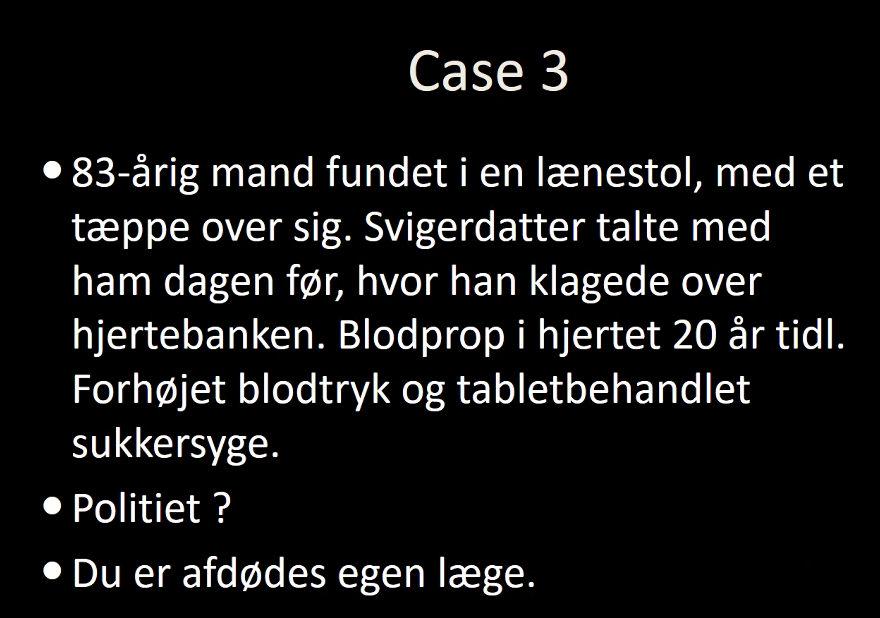 Case 3
• 83-årig mand fundet i en lænestol, med et
tæppe over sig. Svigerdatter talte med
ham dagen før, hvor han klagede over
hjertebanken. Blodprop i hjertet 20 år tidl.
Forhøjet blodtryk og tabletbehandlet
sukkersyge.
• Politiet ?
• Du er afdødes egen læge.